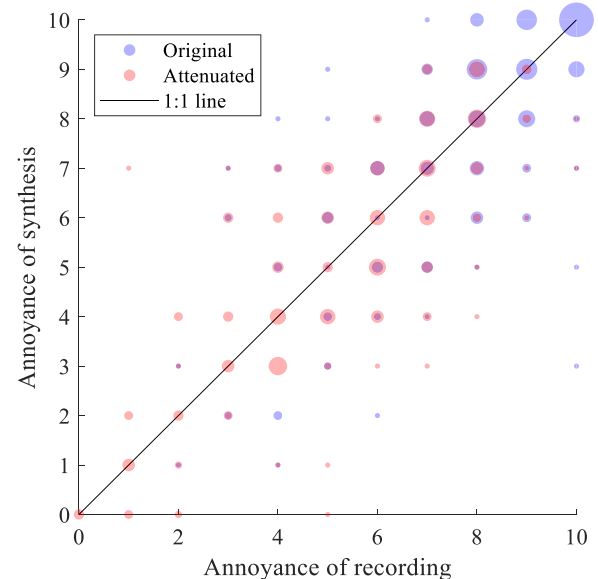 10
9
8
7
6
5
4
3
2
1
0
Annoyance of synthesis
Original
Attenuated
1:1 line
0 2 4 6 8 10
Annoyance of recording